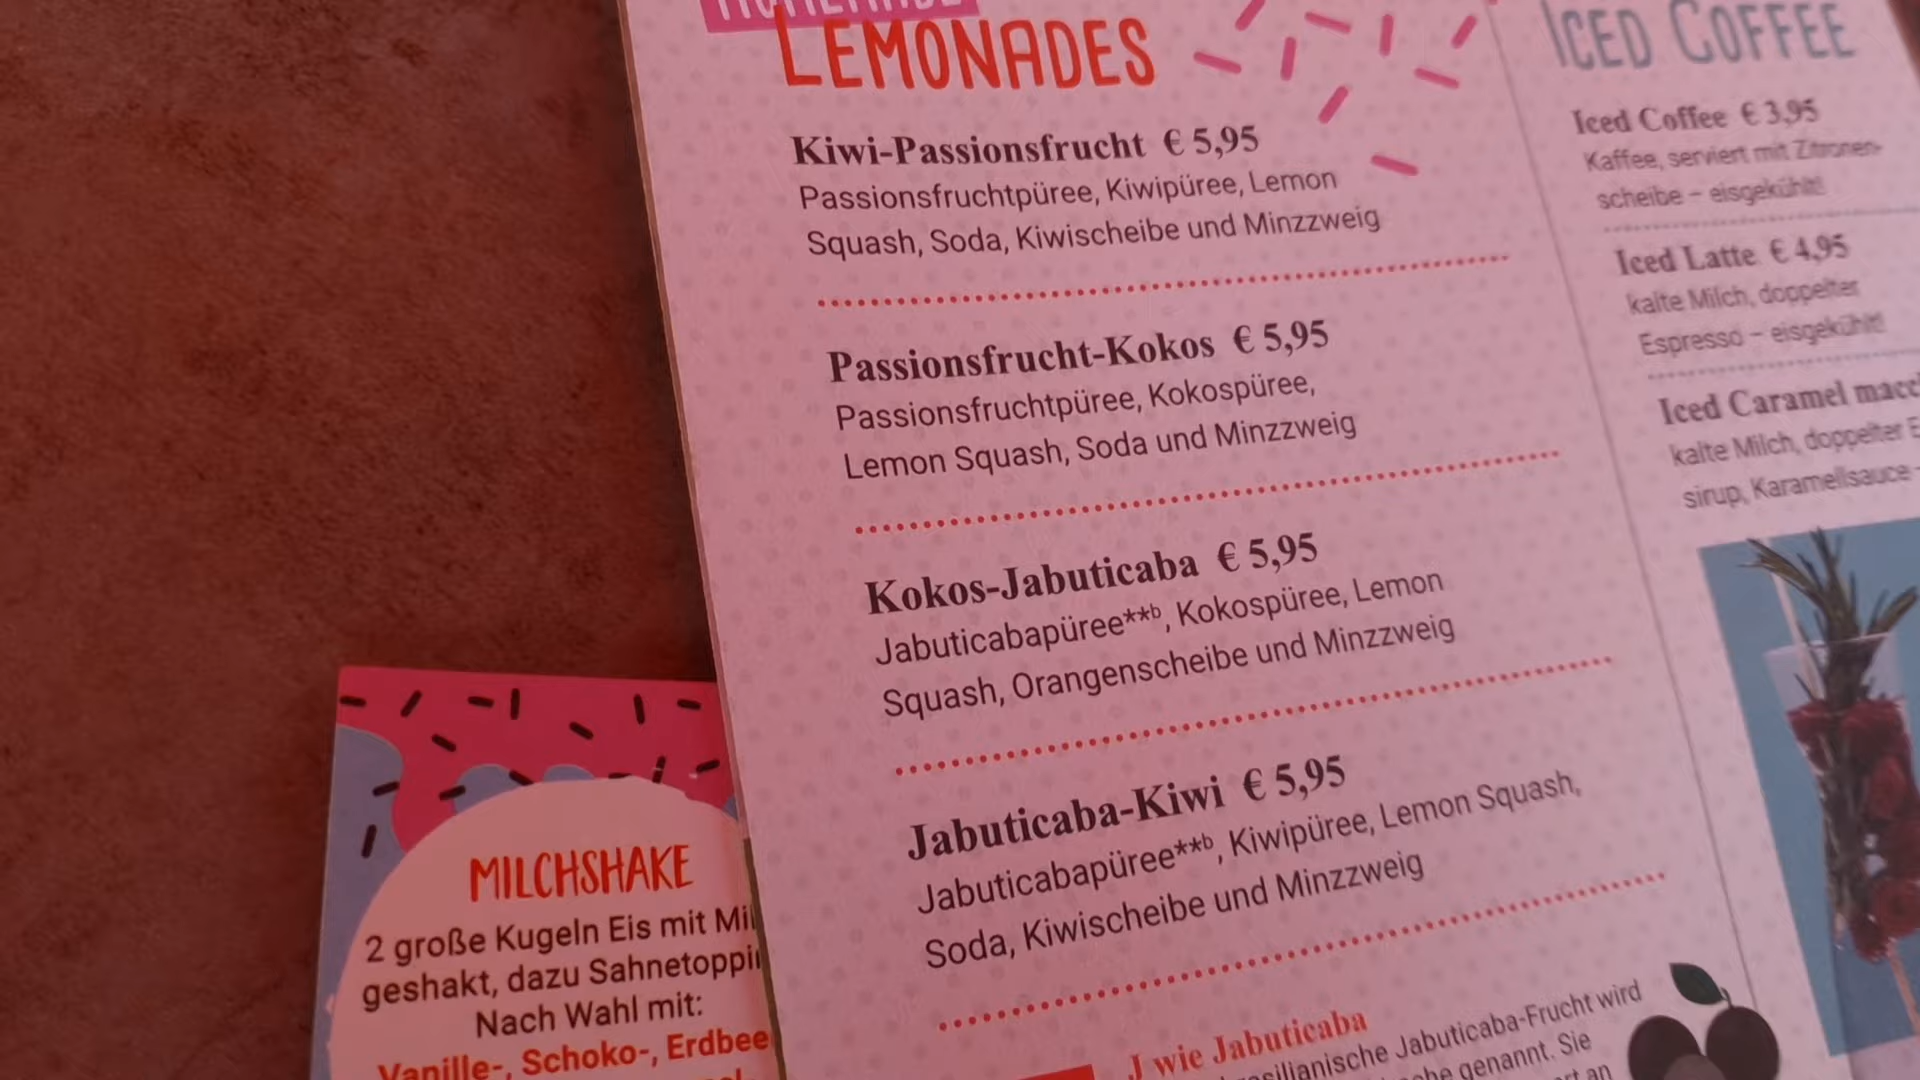 HOMEMADE
LEMONADES
Kiwi-Passionsfrucht € 5,95
Passionsfruchtpüree, Kiwipüree, Lemon
Squash, Soda, Kiwischeibe und Minzzweig
Passionsfrucht-Kokos € 5,95
Passionsfruchtpüree, Kokospüree,
Lemon Squash, Soda und Minzzweig
Kokos-Jabuticaba € 5,95
Jabuticabapüree**ᵇ, Kokospüree, Lemon
Squash, Orangenscheibe und Minzzweig
Jabuticaba-Kiwi € 5,95
Jabuticabapüree**ᵇ, Kiwipüree, Lemon Squash,
Soda, Kiwischeibe und Minzzweig
J wie Jabuticaba
Jabuticaba-Frucht wird
genannt. Sie
an
ICED COFFEE
Iced Coffee € 3,95
Kaffee, serviert mit Zitronen-
scheibe – eisgekühlt!
Iced Latte € 4,95
kalte Milch, doppelter
Espresso – eisgekühlt!
Iced Caramel
kalte Milch, doppelter
sirup, Karamellsauce -
MILCHSHAKE
2 große Kugeln Eis mit
geshakt, dazu
Nach Wahl mit:
Vanille-, Schoko-,